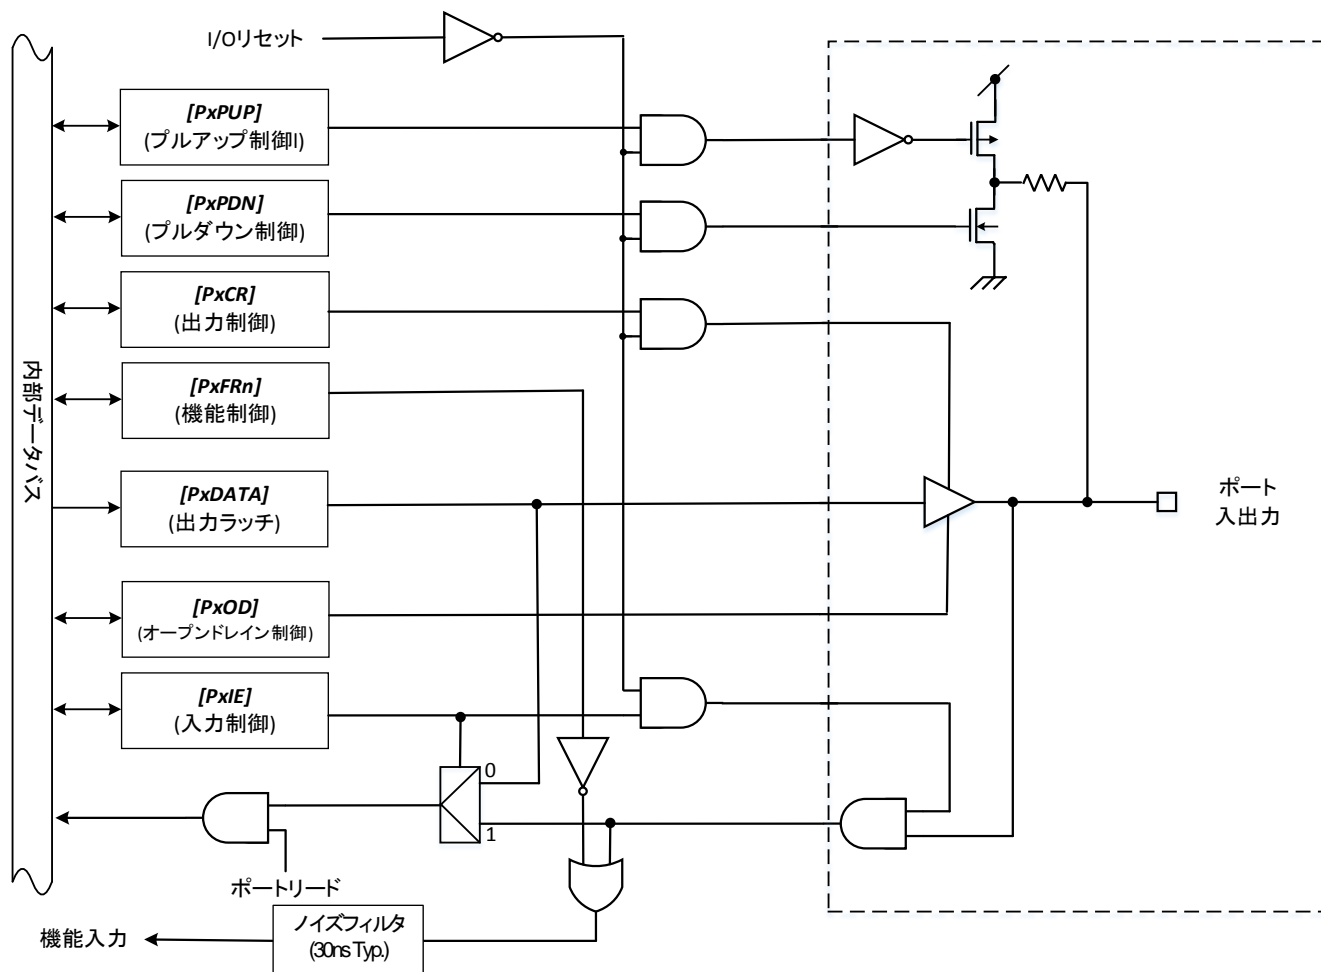 I/Oリセット
[PxPUP]
(プルアップ制御I)
[PxPDN]
(プルダウン制御)
[PxCR]
(出力制御)
[PxFRn]
(機能制御)
内部データバス
[PxDATA]
(出力ラッチ)
ポート
入出力
[PxOD]
(オープンドレイン制御)
[PxIE]
(入力制御)
0
1
ポートリード
ノイズフィルタ
(30ns Typ.)
機能入力